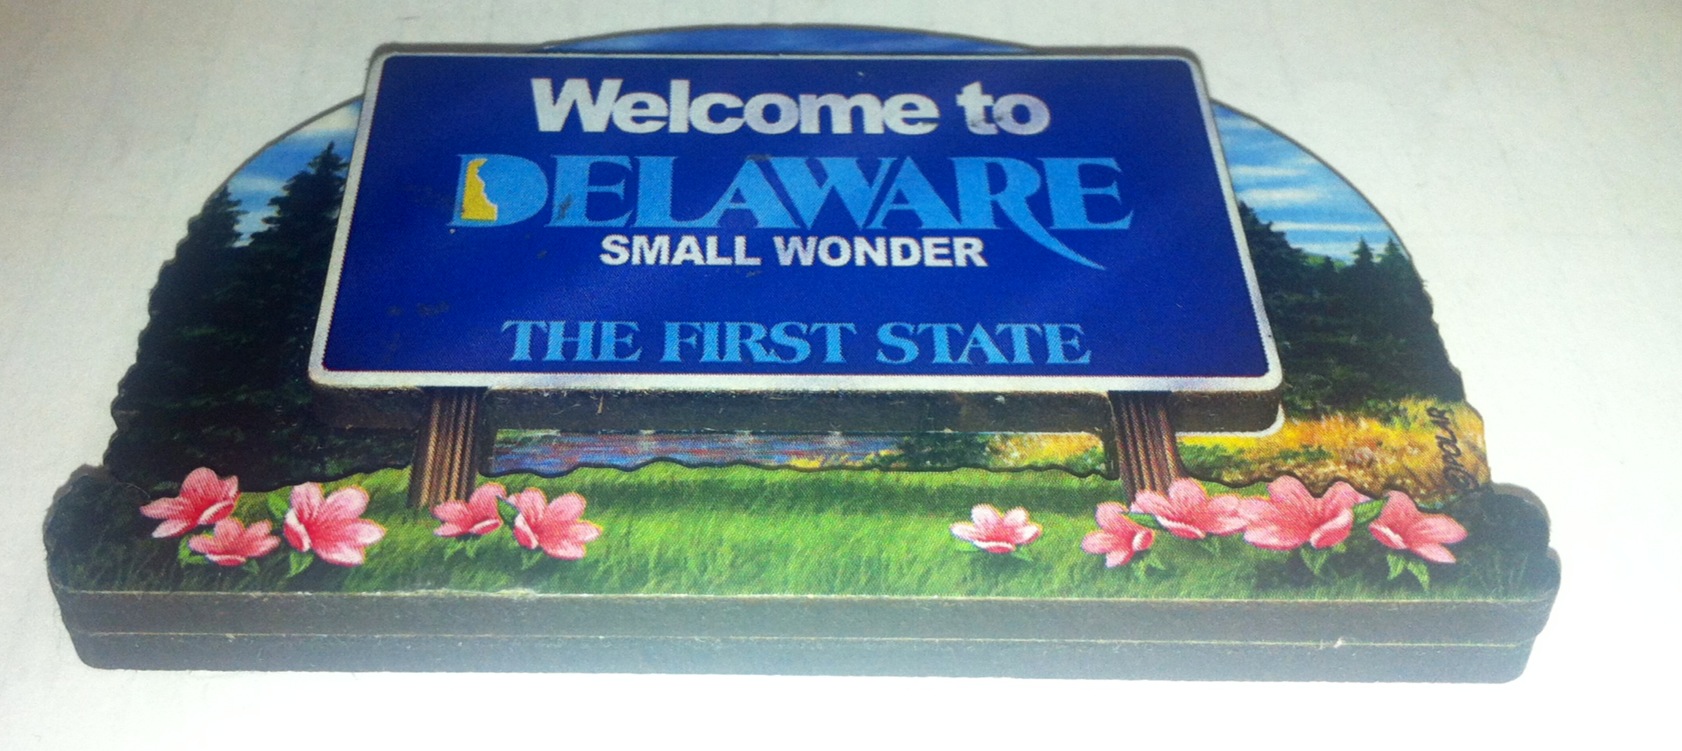 Welcome to
DELAWARE
SMALL WONDER
THE FIRST STATE